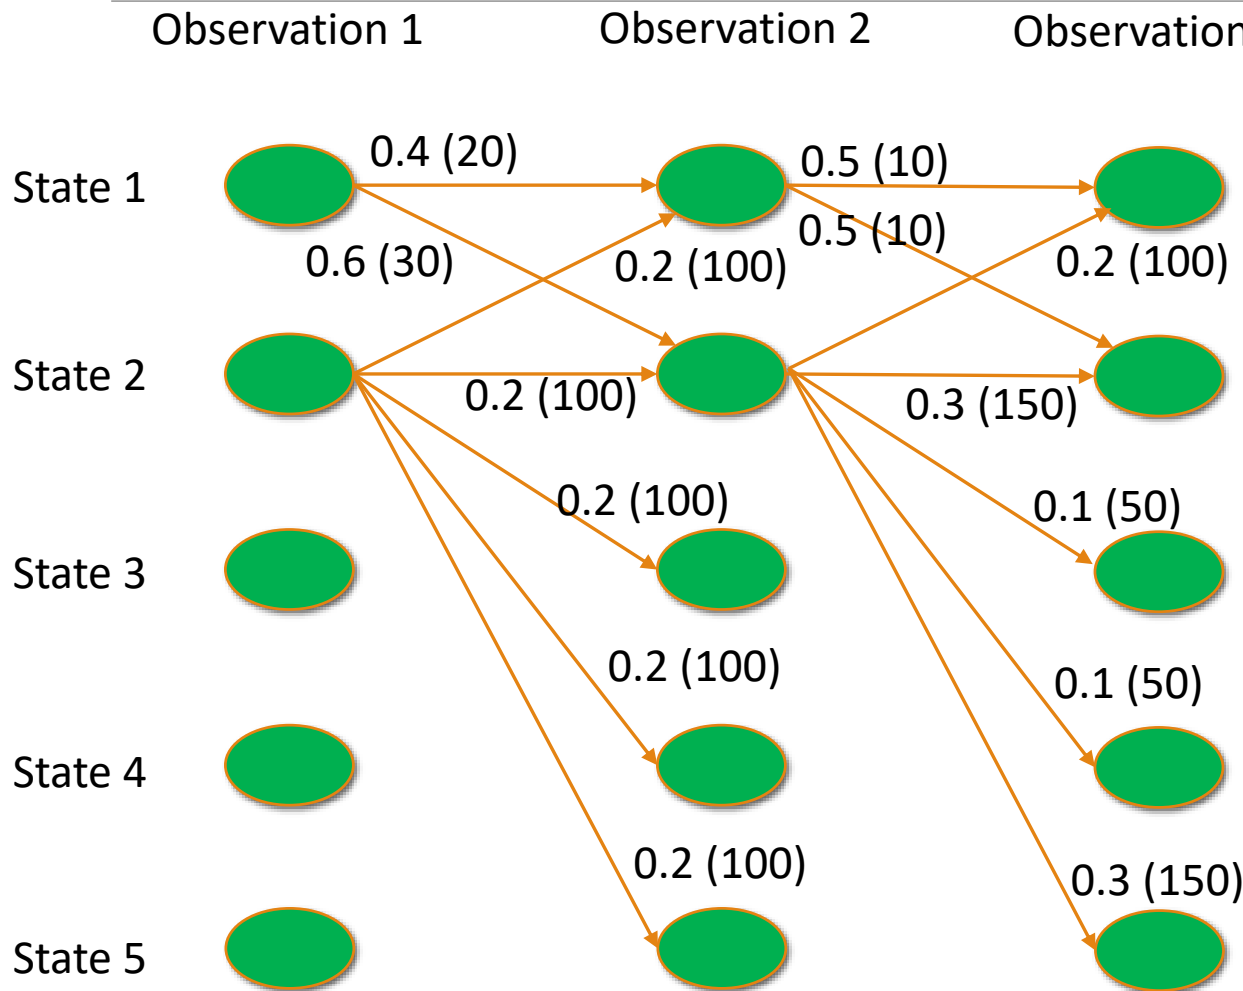 Observation 1
Observation 2
Observation
0.4 (20)
0.5 (10)
State 1
0.5 (10)
0.6 (30)
0.2 (100)
0.2 (100)
State 2
0.2 (100)
0.3 (150)
0.2 (100)
0.1 (50)
State 3
0.2 (100)
0.1 (50)
State 4
0.2 (100)
0.3 (150)
State 5